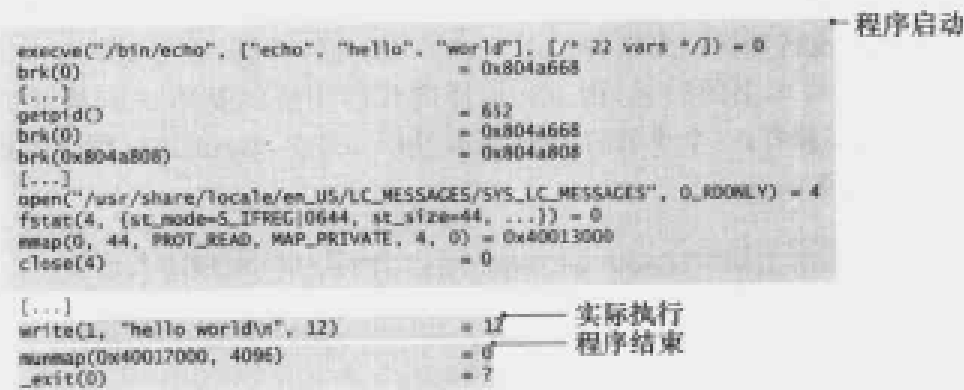 程序启动
execve("/bin/echo", ["echo", "hello", "world"], [/* 22 vars */]) = 0
brk(0) = 0x804a668
[...]
getpid() = 652
brk(0) = 0x804a668
brk(0x804a808) = 0x804a808
[...]
open("/usr/share/locale/en_US/LC_MESSAGES/SYS_LC_MESSAGES", O_RDONLY) = 4
fstat(4, {st_mode=S_IFREG|0644, st_size=44, ...}) = 0
mmap(0, 44, PROT_READ, MAP_PRIVATE, 4, 0) = 0x40013000
close(4) = 0
[...]
write(1, "hello world\n", 12) = 12 实际执行
munmap(0x40017000, 4096) = 0 程序结束
_exit(0) = ?